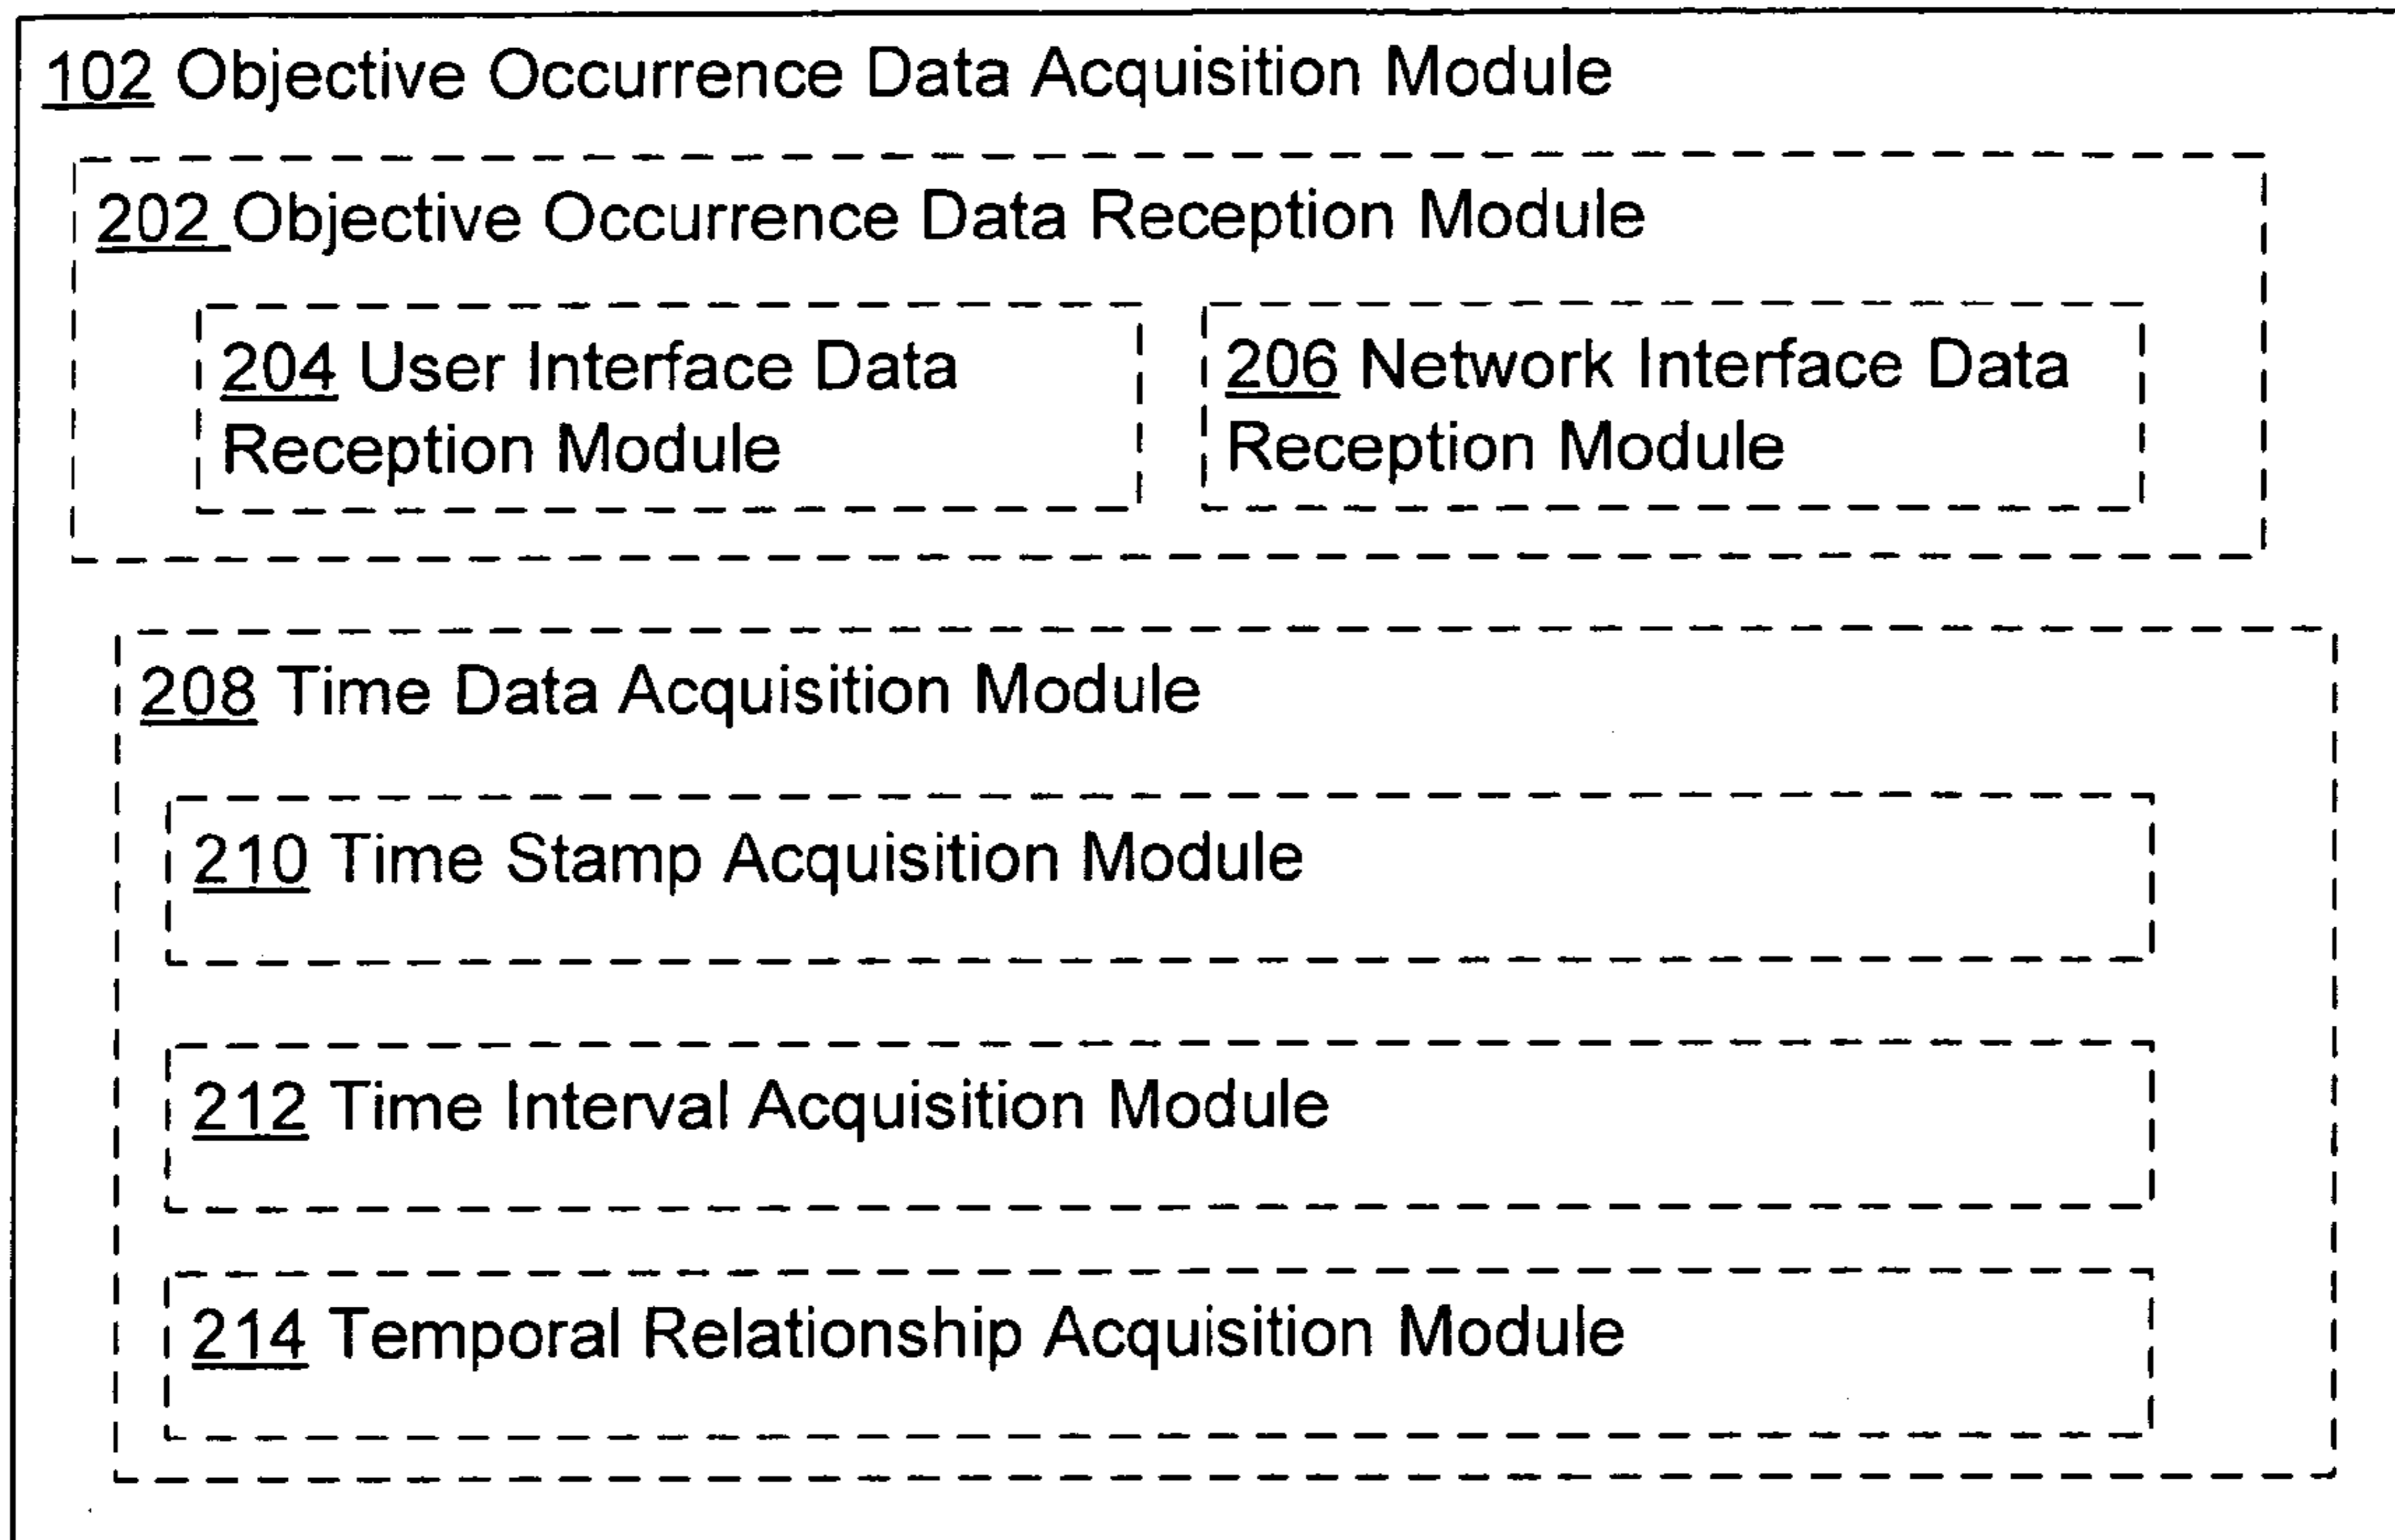 102 Objective Occurrence Data Acquisition Module
202 Objective Occurrence Data Reception Module
204 User Interface Data
Reception Module
206 Network Interface Data
Reception Module
208 Time Data Acquisition Module
210 Time Stamp Acquisition Module
212 Time Interval Acquisition Module
214 Temporal Relationship Acquisition Module